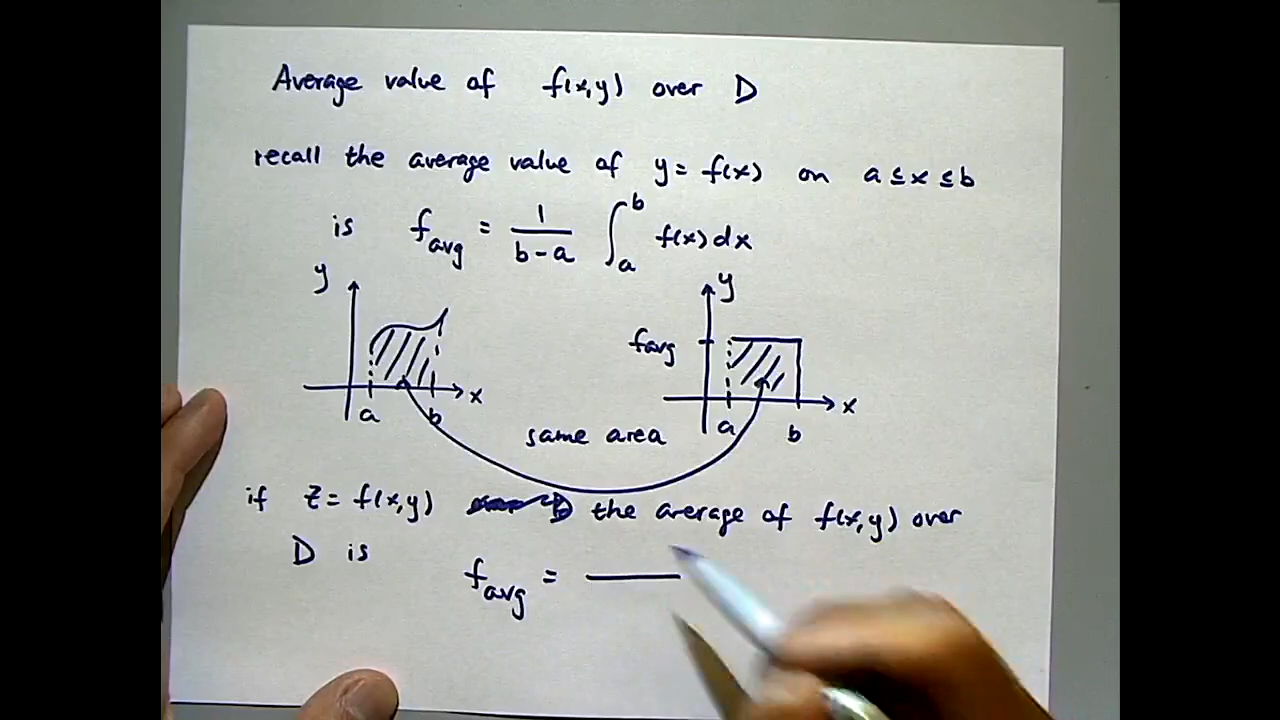 Average value of f(x,y) over D
recall the average value of y = f(x) on a ≤ x ≤ b
is f_avg = 1/(b-a) ∫_a^b f(x) dx
y
y
favg
x
x
a
b
a
b
same area
if z = f(x,y) the average of f(x,y) over
D is
f_avg =